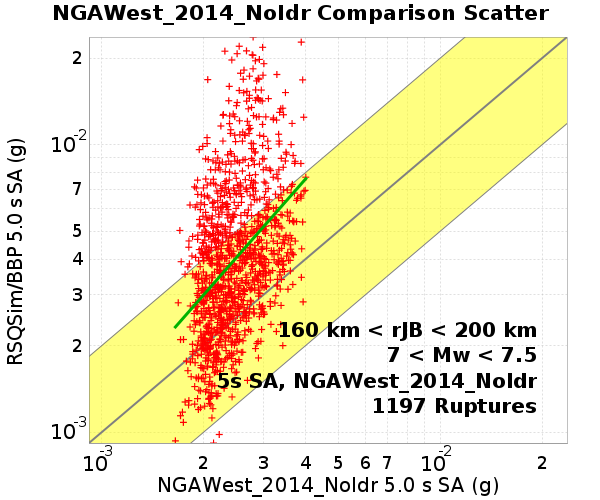 NGAWest_2014_NoIdr Comparison Scatter
RSQSim/BBP 5.0 s SA (g)
2
10-2
7
5
4
3
2
10-3
160 km < rJB < 200 km
7 < Mw < 7.5
5s SA, NGAWest_2014_NoIdr
1197 Ruptures
10-3 2 3 4 5 6 7 10-2 2
NGAWest_2014_NoIdr 5.0 s SA (g)